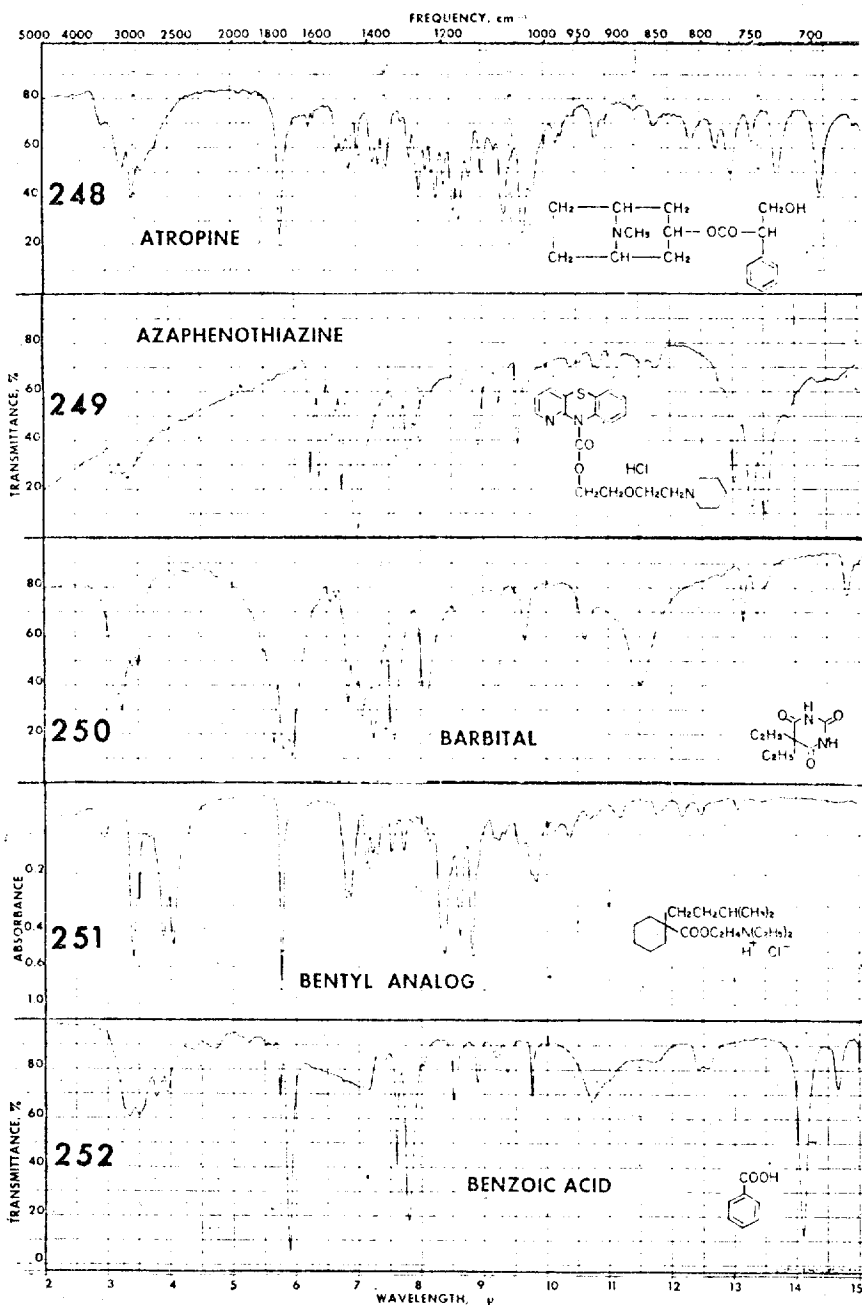 FREQUENCY, cm⁻¹
5000 4000 3000 2500 2000 1800 1600 1400 1200 1000 950 900 850 800 750 700
80
60
40
20
248
ATROPINE
CH₂ CH CH₂ CH₂OH
NCH₃ CH OCO CH
CH₂ CH CH₂
AZAPHENOTHIAZINE
TRANSMITTANCE, %
80
60
40
20
249
S
N N
CO
O HCl
CH₂CH₂OCH₂CH₂N
80
60
40
20
250
BARBITAL
H
O N O
C₂H₅ NH
C₂H₅ O
ABSORBANCE
0.2
0.4
0.6
1.0
251
BENTYL ANALOG
CH₂CH₂CH(CH₃)₂
COOC₂H₄N(C₂H₅)₂
H⁺ Cl⁻
TRANSMITTANCE, %
80
60
40
20
0
252
BENZOIC ACID
COOH
2 3 4 5 6 7 8 9 10 11 12 13 14 15
WAVELENGTH, μ